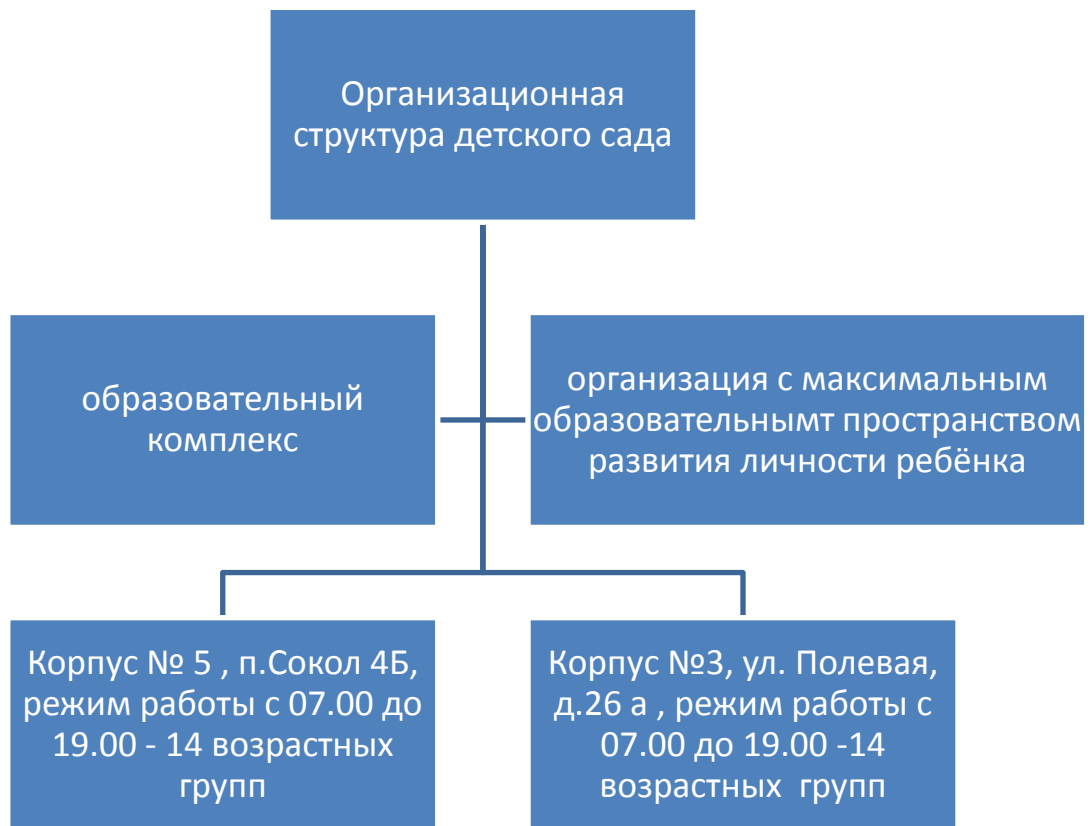 Организационная
структура детского сада
образовательный
комплекс
организация с максимальным
образовательнымт пространством
развития личности ребёнка
Корпус № 5 , п.Сокол 4Б,
режим работы с 07.00 до
19.00 - 14 возрастных
групп
Корпус №3, ул. Полевая,
д.26 а , режим работы с
07.00 до 19.00 -14
возрастных  групп